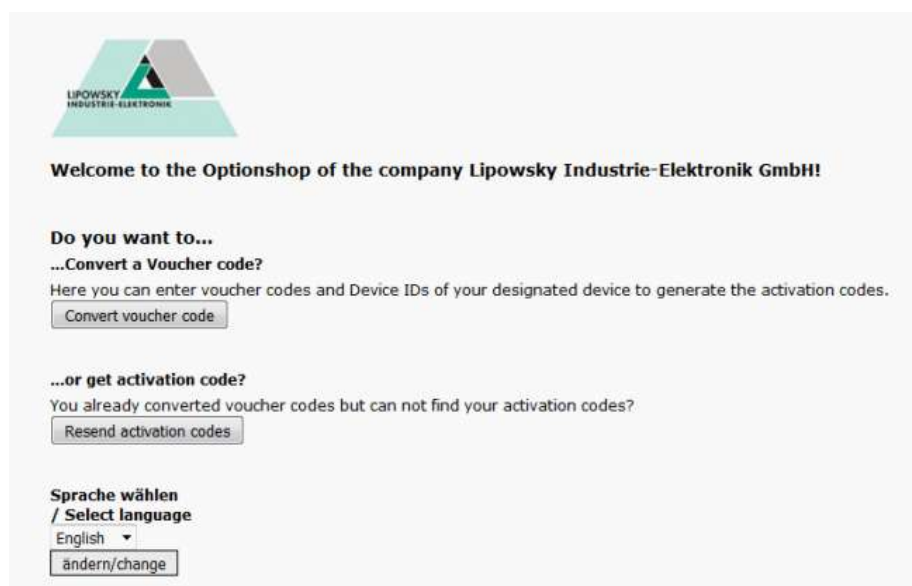 LIPOWSKY
INDUSTRIE-ELEKTRONIK
Welcome to the Optionshop of the company Lipowsky Industrie-Elektronik GmbH!
Do you want to...
...Convert a Voucher code?
Here you can enter voucher codes and Device IDs of your designated device to generate the activation codes.
Convert voucher code
...or get activation code?
You already converted voucher codes but can not find your activation codes?
Resend activation codes
Sprache wählen
/ Select language
English
ändern/change